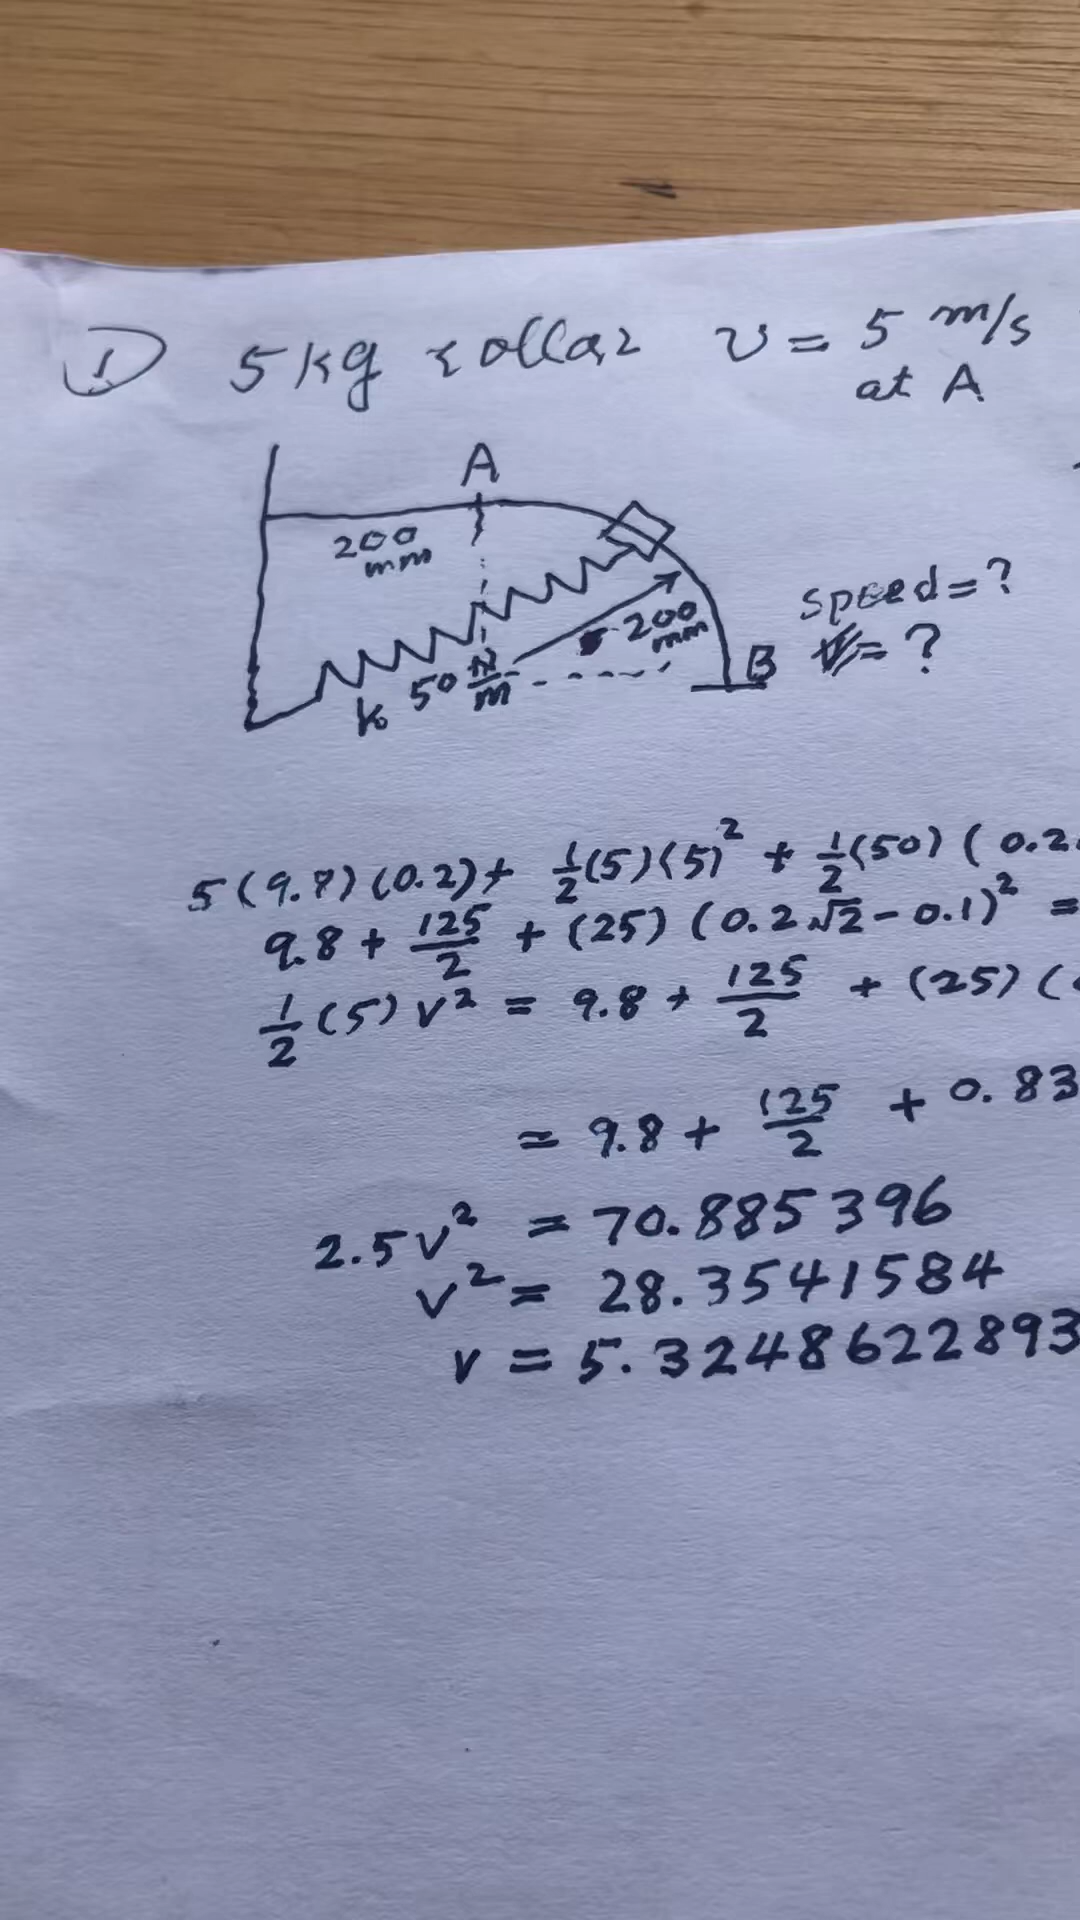 ① 5 kg collar v = 5 m/s
at A
A
200
mm
200
mm
k 50 N/m
B
speed = ?
= ?
5(9.8)(0.2) + 1/2(5)(5)² + 1/2(50)(0.2
9.8 + 125/2 + (25)(0.2√2 - 0.1)² =
1/2(5)v² = 9.8 + 125/2 + (25)(
= 9.8 + 125/2 + 0.83
2.5v² = 70.885396
v² = 28.3541584
v = 5.3248622893